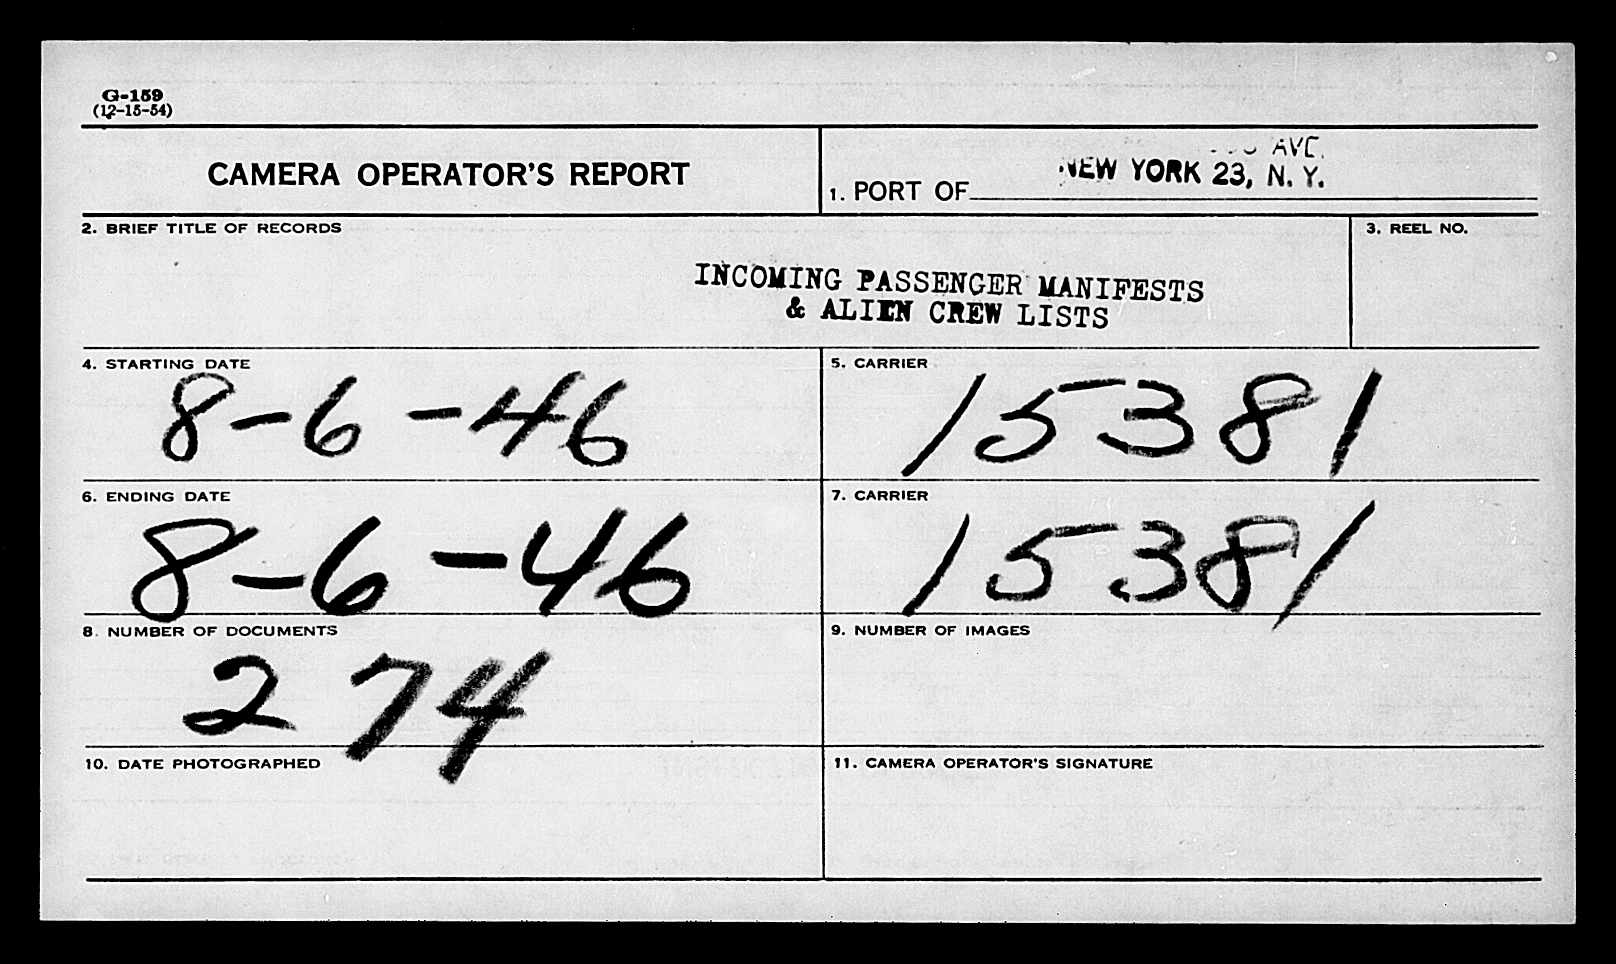 G-159
(12-15-54)
CAMERA OPERATOR'S REPORT
AVE.
1. PORT OF NEW YORK 23, N. Y.
2. BRIEF TITLE OF RECORDS
3. REEL NO.
INCOMING PASSENGER MANIFESTS
& ALIEN CREW LISTS
4. STARTING DATE
8-6-46
5. CARRIER
15381
6. ENDING DATE
8-6-46
7. CARRIER
15381
8. NUMBER OF DOCUMENTS
274
9. NUMBER OF IMAGES
10. DATE PHOTOGRAPHED
11. CAMERA OPERATOR'S SIGNATURE